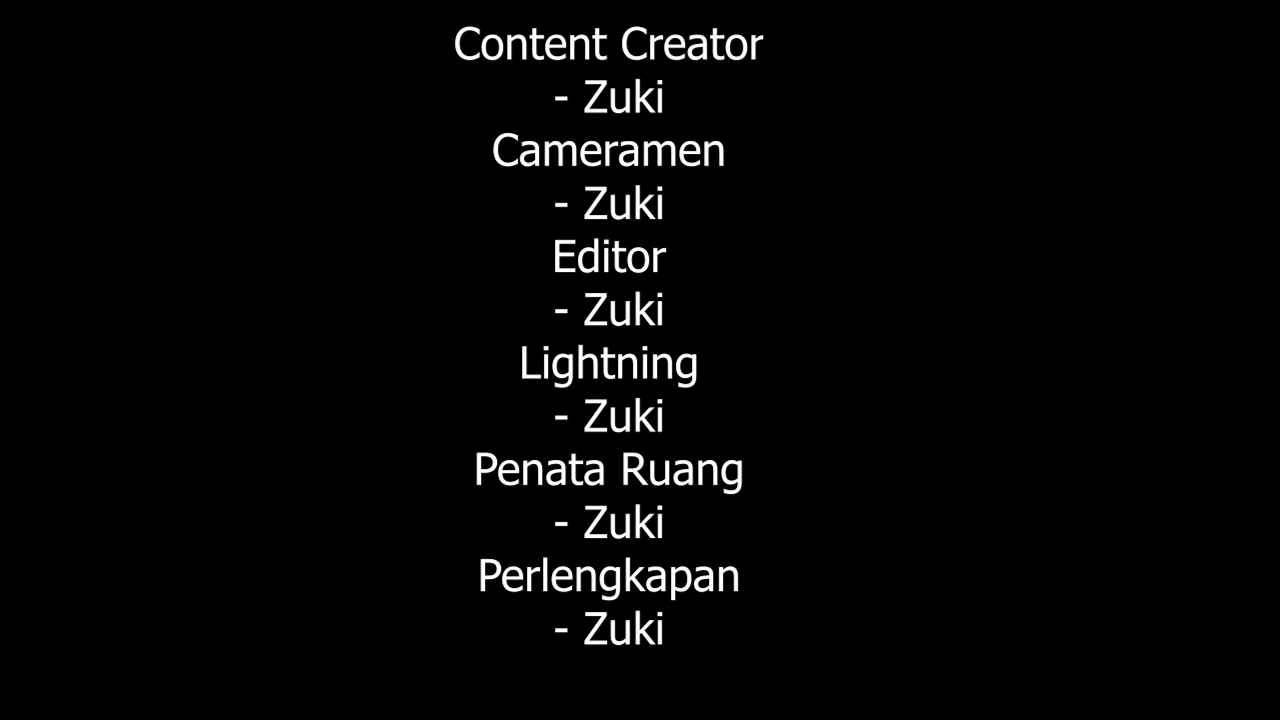 Content Creator
- Zuki
Cameramen
- Zuki
Editor
- Zuki
Lightning
- Zuki
Penata Ruang
- Zuki
Perlengkapan
- Zuki